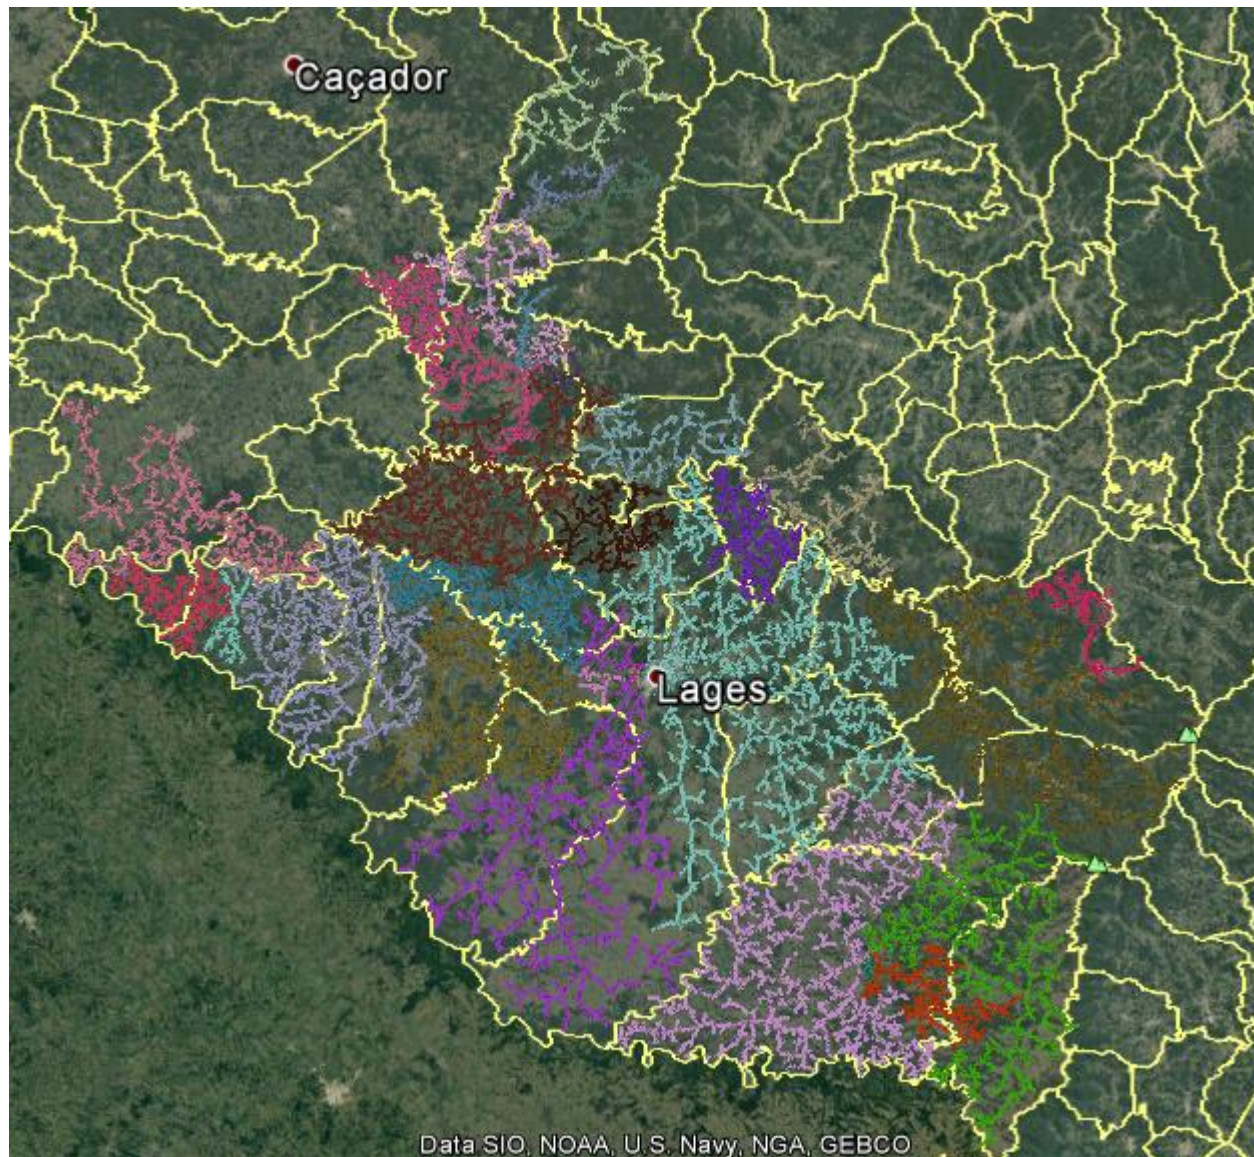 Caçador
Lages
Data SIO, NOAA, U.S. Navy, NGA, GEBCO